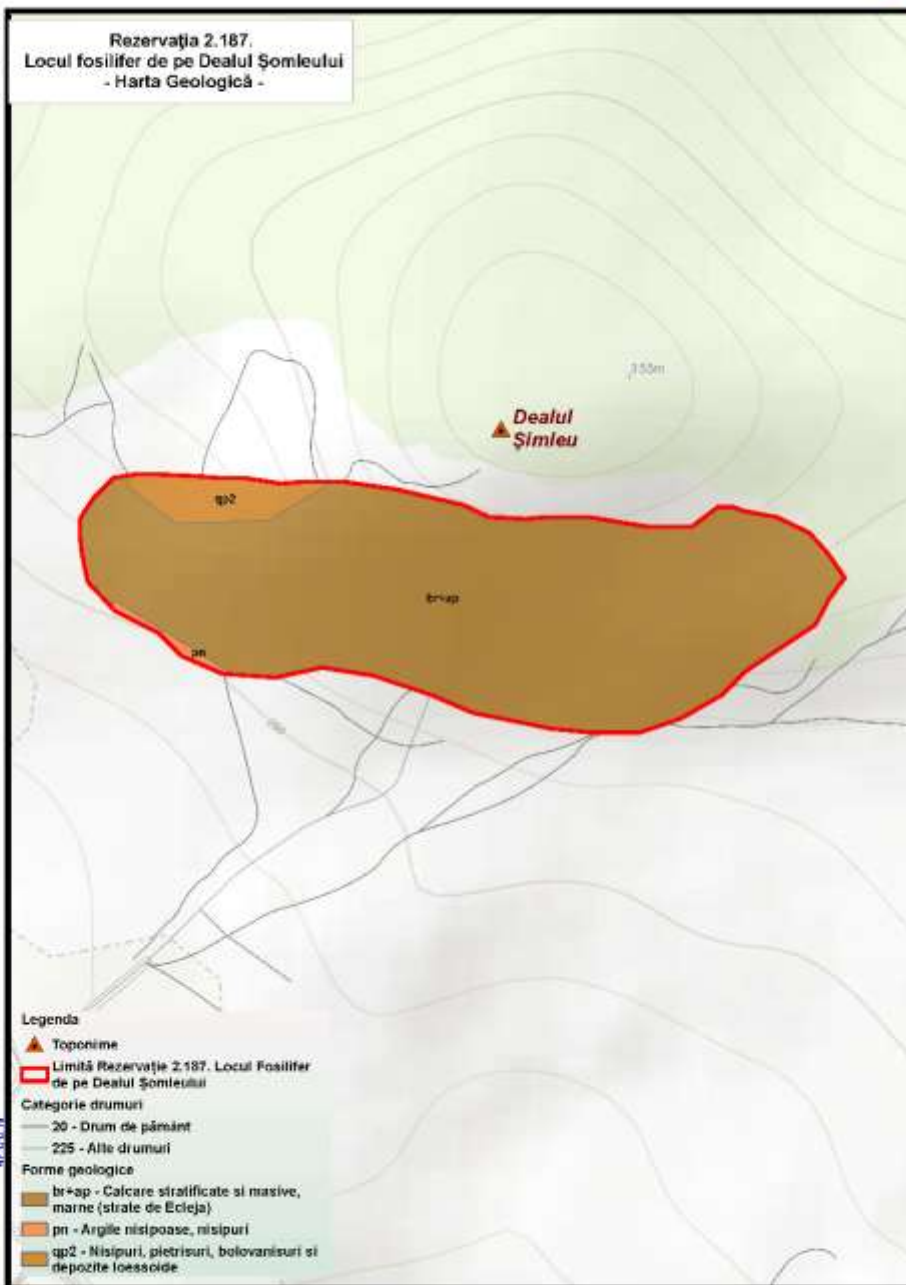 Rezervaţia 2.187.
Locul fosilifer de pe Dealul Şomleului
- Harta Geologică -
Dealul
Şimleu
qp2
br+ap
pn
Legenda
Toponime
Limită Rezervaţie 2.187. Locul Fosilifer
de pe Dealul Şomleului
Categorie drumuri
20 - Drum de pământ
225 - Alte drumuri
Forme geologice
br+ap - Calcare stratificate si masive,
marne (strate de Ecleja)
pn - Argile nisipoase, nisipuri
qp2 - Nisipuri, pietrisuri, bolovanisuri si
depozite loessoide